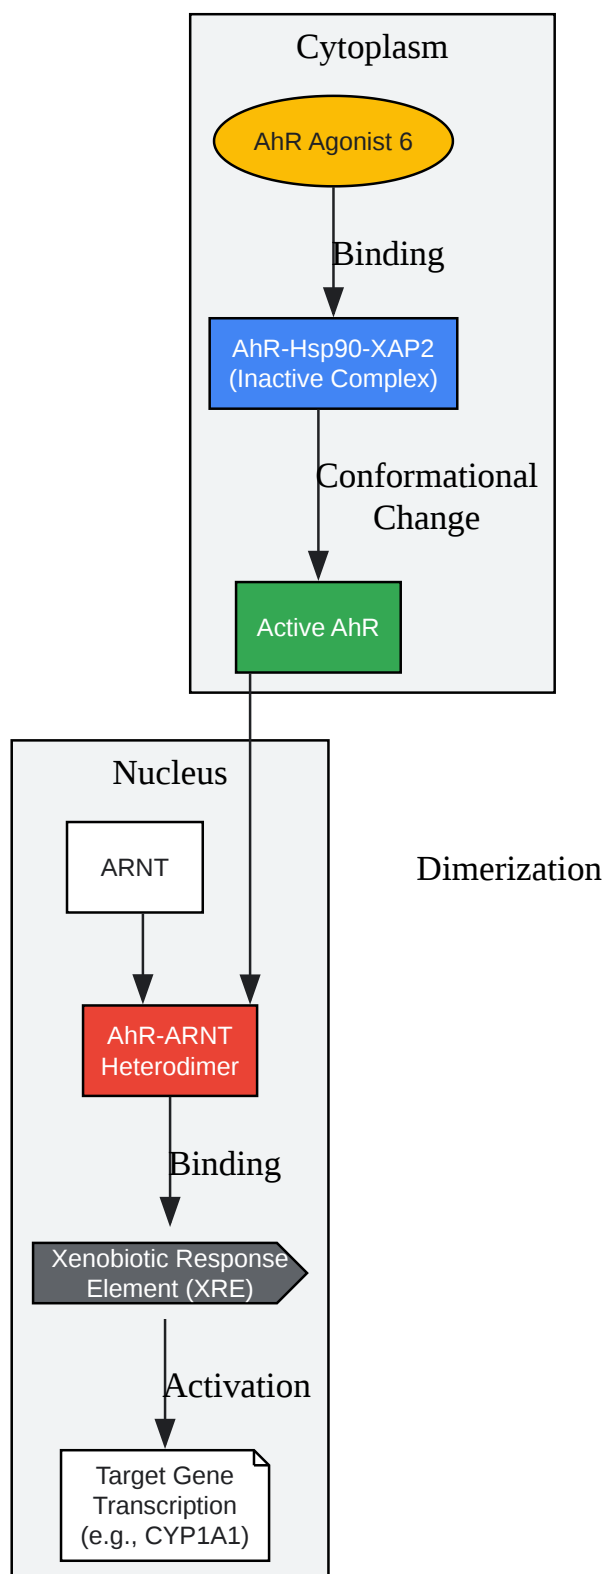 Cytoplasm
AhR Agonist 6
Binding
AhR-Hsp90-XAP2
(Inactive Complex)
Conformational
Change
Active AhR
Nucleus
ARNT
Dimerization
AhR-ARNT
Heterodimer
Binding
Xenobiotic Response
Element (XRE)
Activation
Target Gene
Transcription
(e.g., CYP1A1)